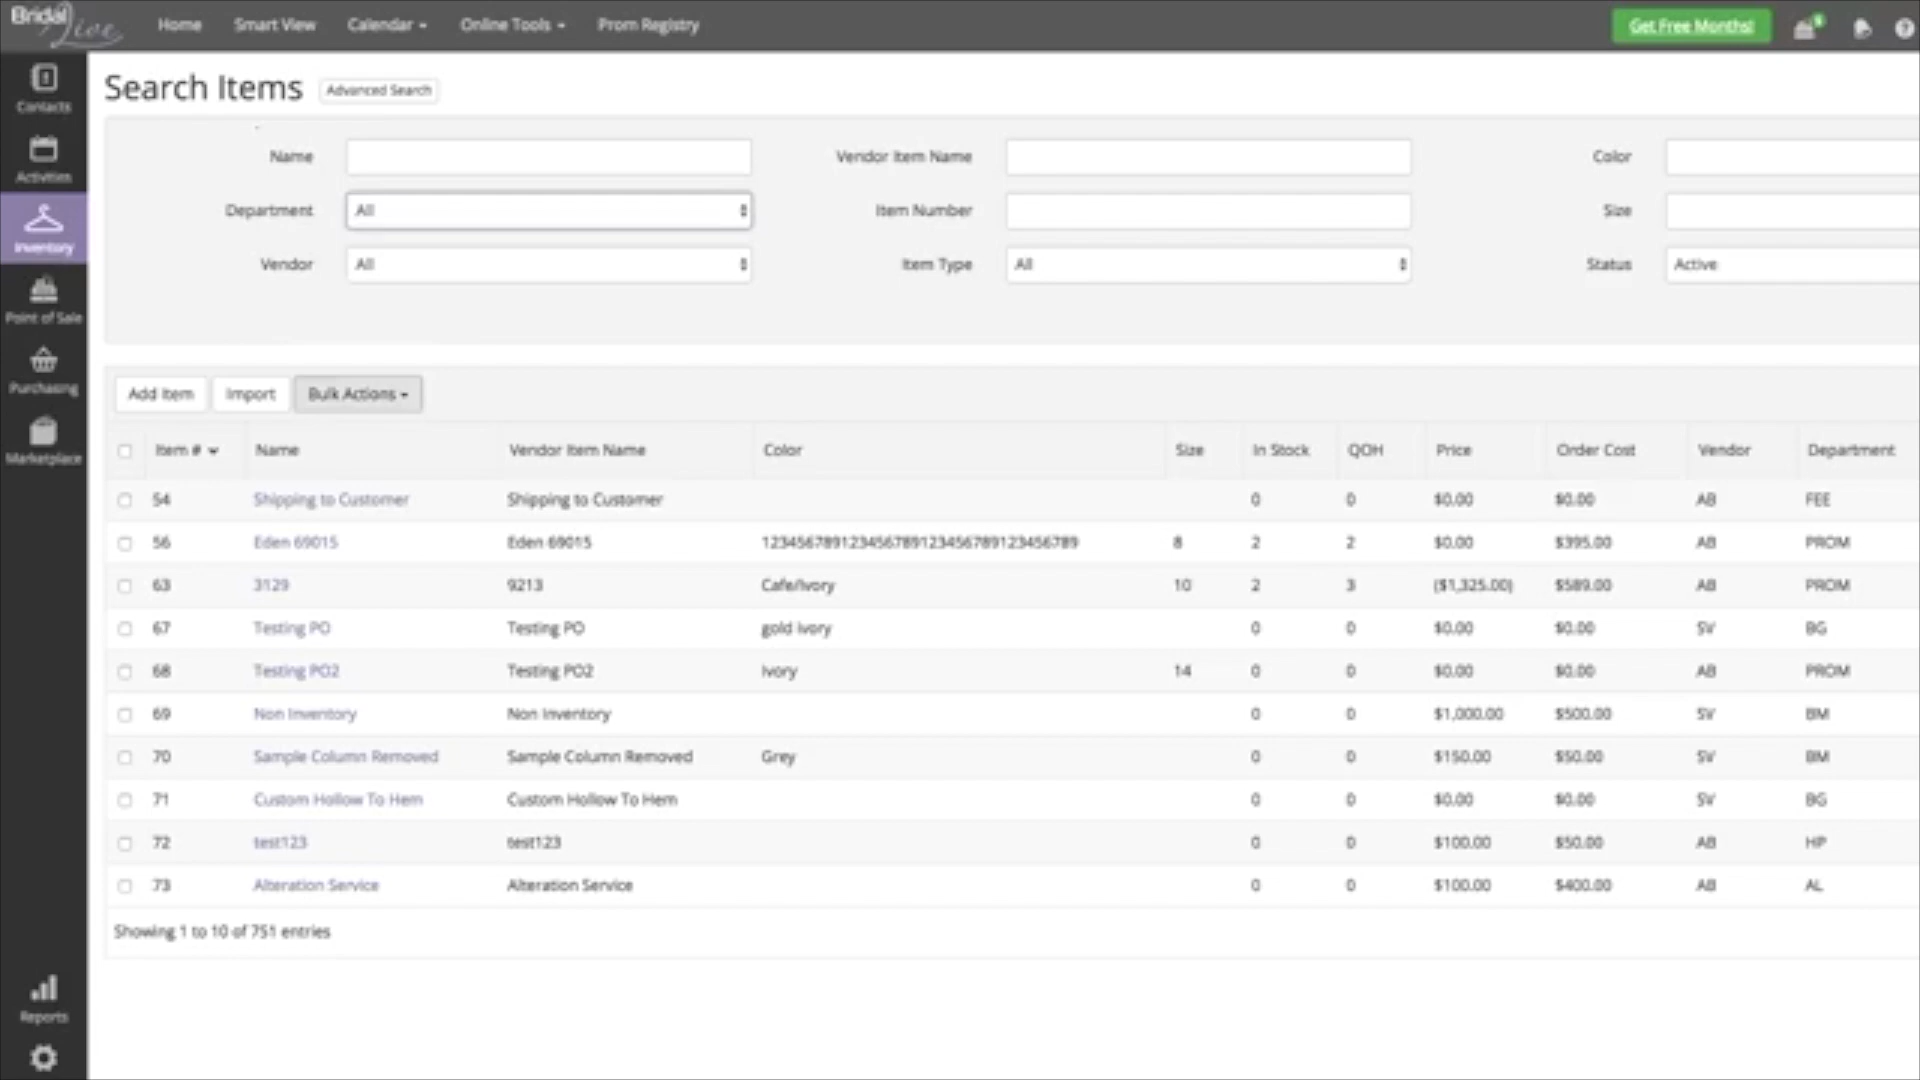 Bridal Live
Home Smart View Calendar Online Tools Prom Registry Get Free Months!
Contacts
Activities
Inventory
Point of Sale
Purchasing
Marketplace
Reports
Search Items Advanced Search
Name Vendor Item Name Color
Department All Item Number Size
Vendor All Item Type All Status Active
Add Item Import Bulk Actions
Item # Name Vendor Item Name Color Size In Stock QOH Price Order Cost Vendor Department
54 Shipping to Customer Shipping to Customer 0 0 $0.00 $0.00 AB FEE
56 Eden 69015 Eden 69015 123456789123456789123456789123456789 8 2 2 $0.00 $395.00 AB PROM
63 3129 9213 Cafe/Ivory 10 2 3 ($1,325.00) $589.00 AB PROM
67 Testing PO Testing PO gold ivory 0 0 $0.00 $0.00 SV BG
68 Testing PO2 Testing PO2 Ivory 14 0 0 $0.00 $0.00 AB PROM
69 Non Inventory Non Inventory 0 0 $1,000.00 $500.00 SV BM
70 Sample Column Removed Sample Column Removed Grey 0 0 $150.00 $50.00 SV BM
71 Custom Hollow To Hem Custom Hollow To Hem 0 0 $0.00 $0.00 SV BG
72 test123 test123 0 0 $100.00 $50.00 AB HP
73 Alteration Service Alteration Service 0 0 $100.00 $400.00 AB AL
Showing 1 to 10 of 751 entries